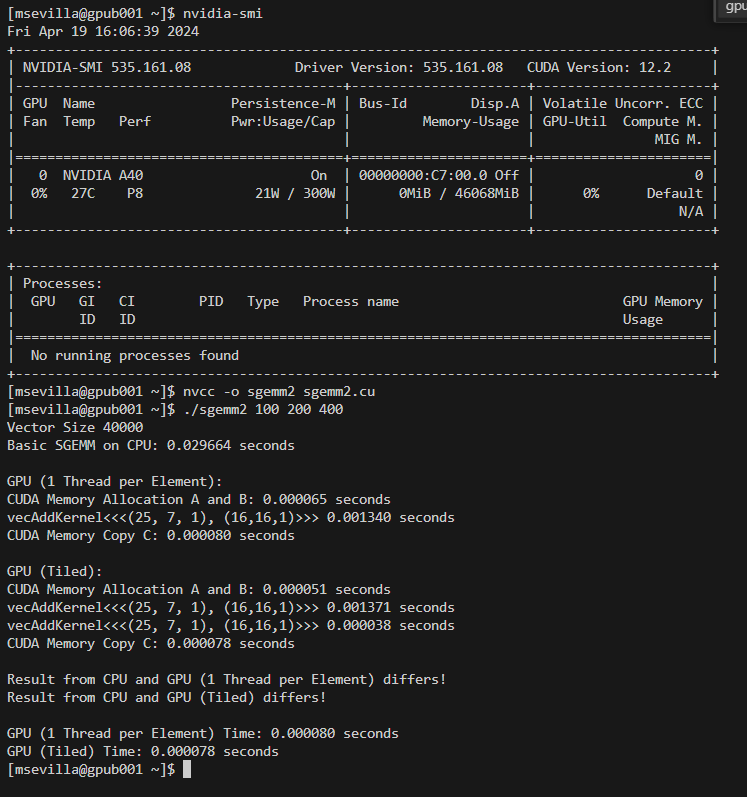 gpu
[msevilla@gpub001 ~]$ nvidia-smi
Fri Apr 19 16:06:39 2024
+---------------------------------------------------------------------------------------+
| NVIDIA-SMI 535.161.08             Driver Version: 535.161.08   CUDA Version: 12.2     |
|-----------------------------------------+----------------------+----------------------+
| GPU  Name                 Persistence-M | Bus-Id        Disp.A | Volatile Uncorr. ECC |
| Fan  Temp   Perf          Pwr:Usage/Cap |         Memory-Usage | GPU-Util  Compute M. |
|                                         |                      |               MIG M. |
|=========================================+======================+======================|
|   0  NVIDIA A40                     On  | 00000000:C7:00.0 Off |                    0 |
|  0%   27C    P8              21W / 300W |      0MiB / 46068MiB |      0%      Default |
|                                         |                      |                  N/A |
+-----------------------------------------+----------------------+----------------------+

+---------------------------------------------------------------------------------------+
| Processes:                                                                            |
|  GPU   GI   CI        PID   Type   Process name                            GPU Memory |
|        ID   ID                                                             Usage      |
|=======================================================================================|
|  No running processes found                                                           |
+---------------------------------------------------------------------------------------+
[msevilla@gpub001 ~]$ nvcc -o sgemm2 sgemm2.cu
[msevilla@gpub001 ~]$ ./sgemm2 100 200 400
Vector Size 40000
Basic SGEMM on CPU: 0.029664 seconds

GPU (1 Thread per Element):
CUDA Memory Allocation A and B: 0.000065 seconds
vecAddKernel<<<(25, 7, 1), (16,16,1)>>> 0.001340 seconds
CUDA Memory Copy C: 0.000080 seconds

GPU (Tiled):
CUDA Memory Allocation A and B: 0.000051 seconds
vecAddKernel<<<(25, 7, 1), (16,16,1)>>> 0.001371 seconds
vecAddKernel<<<(25, 7, 1), (16,16,1)>>> 0.000038 seconds
CUDA Memory Copy C: 0.000078 seconds

Result from CPU and GPU (1 Thread per Element) differs!
Result from CPU and GPU (Tiled) differs!

GPU (1 Thread per Element) Time: 0.000080 seconds
GPU (Tiled) Time: 0.000078 seconds
[msevilla@gpub001 ~]$